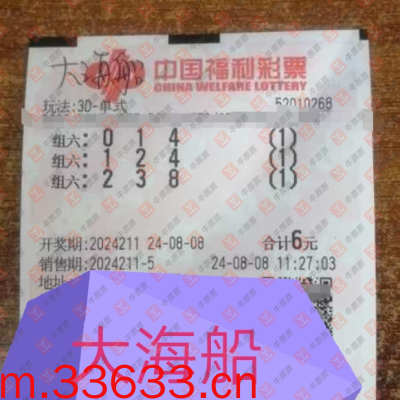 大海船
中国福利彩票
CHINA WELFARE LOTTERY
玩法:3D-单式
52010268
组六: 0 1 4 (1)
组六: 1 2 4 (1)
组六: 2 3 8 (1)
开奖期:2024211 24-08-08 合计6元
销售期:2024211-5 24-08-08 11:27:03
地址
大海船
m.33633.cn